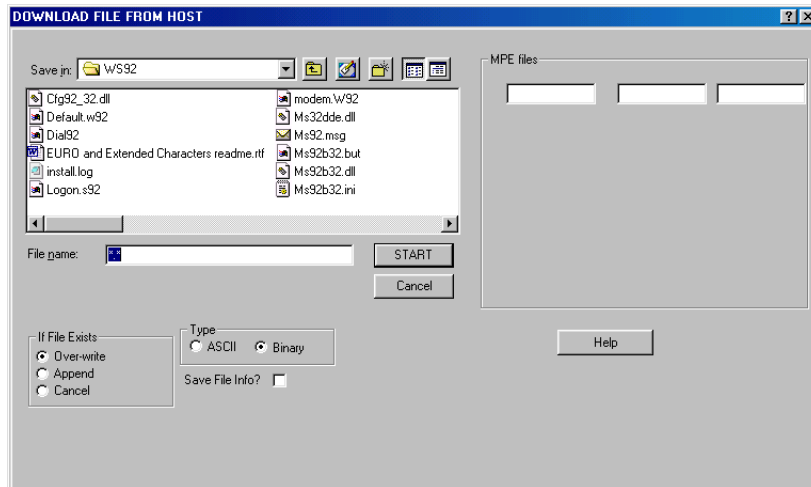 DOWNLOAD FILE FROM HOST
Save in: WS92
MPE files
Cfg92_32.dll
Default.w92
Dial92
EURO and Extended Characters readme.rtf
install.log
Logon.s92
modem.W92
Ms32dde.dll
Ms92.msg
Ms92b32.but
Ms92b32.dll
Ms92b32.ini
File name: *.*
START
Cancel
If File Exists
Over-write
Append
Cancel
Type
ASCII Binary
Save File Info?
Help